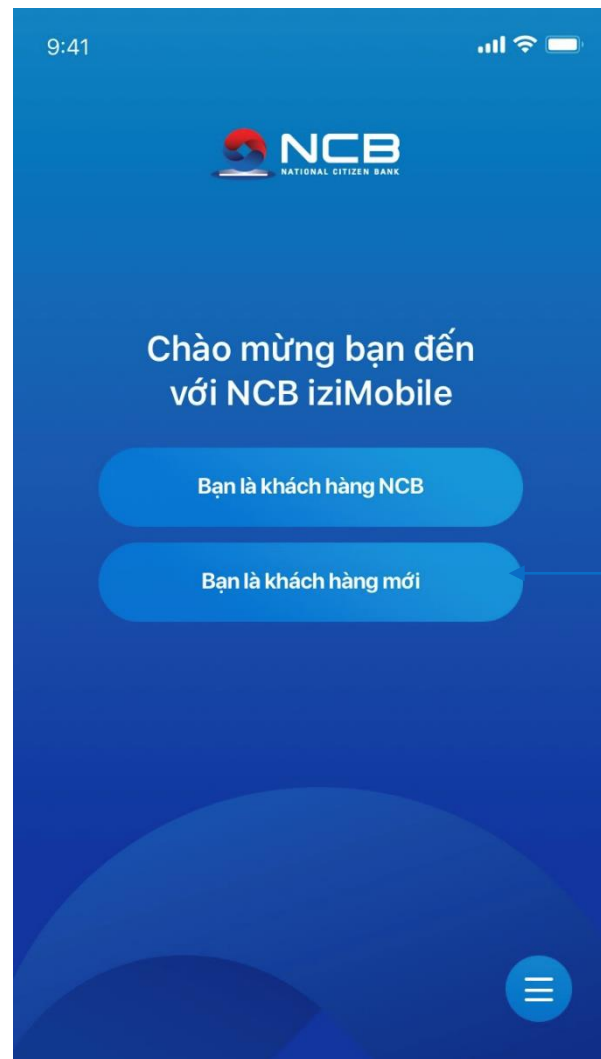 9:41
NCB
NATIONAL CITIZEN BANK
Chào mừng bạn đến
với NCB iziMobile
Bạn là khách hàng NCB
Bạn là khách hàng mới